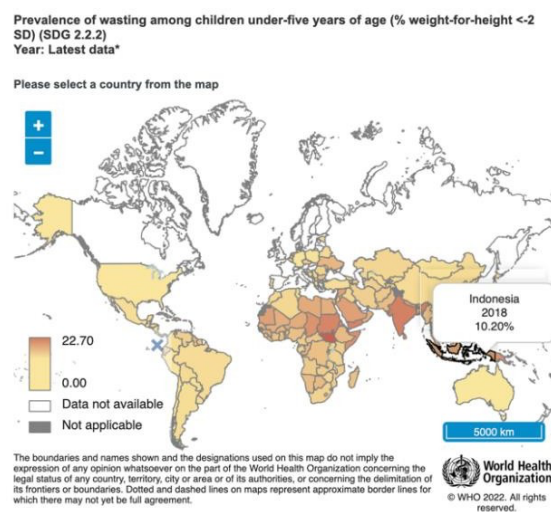 Prevalence of wasting among children under-five years of age (% weight-for-height <-2
SD) (SDG 2.2.2)
Year: Latest data*
Please select a country from the map
+
−
Indonesia
2018
10.20%
22.70
0.00
Data not available
Not applicable
5000 km
The boundaries and names shown and the designations used on this map do not imply the
expression of any opinion whatsoever on the part of the World Health Organization concerning the
legal status of any country, territory, city or area or of its authorities, or concerning the delimitation of
its frontiers or boundaries. Dotted and dashed lines on maps represent approximate border lines for
which there may not yet be full agreement.
World Health
Organization
© WHO 2022. All rights
reserved.